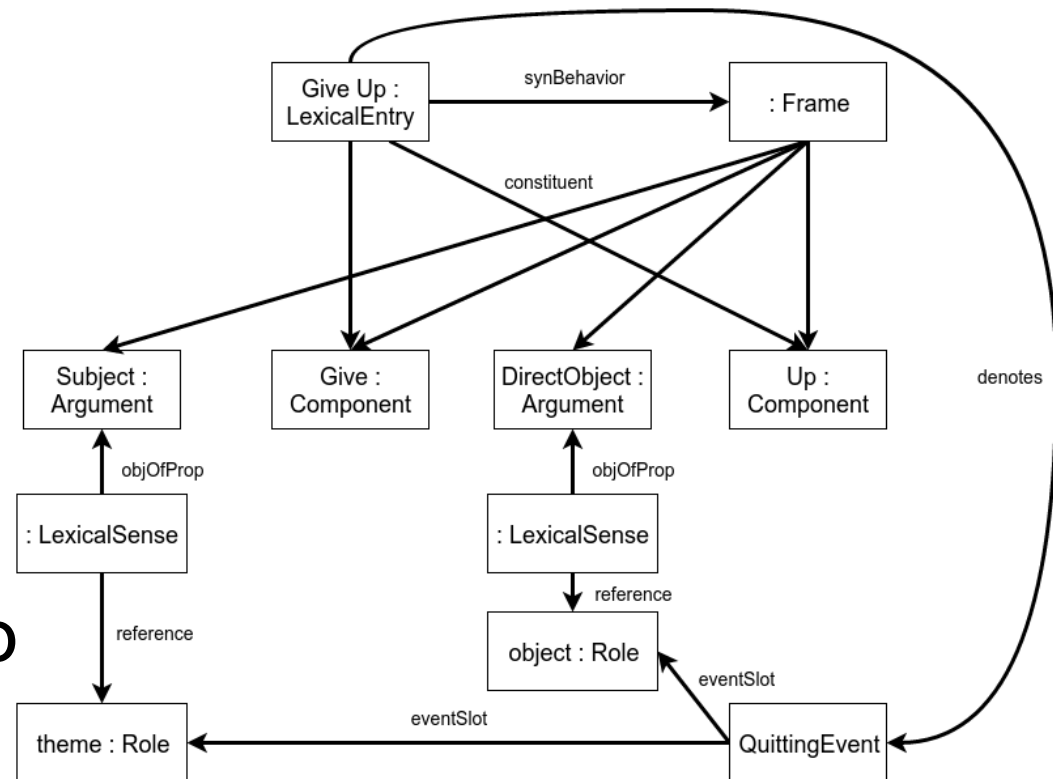 Give Up :
LexicalEntry
synBehavior
: Frame
constituent
denotes
Subject :
Argument
Give :
Component
DirectObject :
Argument
Up :
Component
objOfProp
objOfProp
: LexicalSense
: LexicalSense
reference
reference
object : Role
eventSlot
eventSlot
theme : Role
QuittingEvent